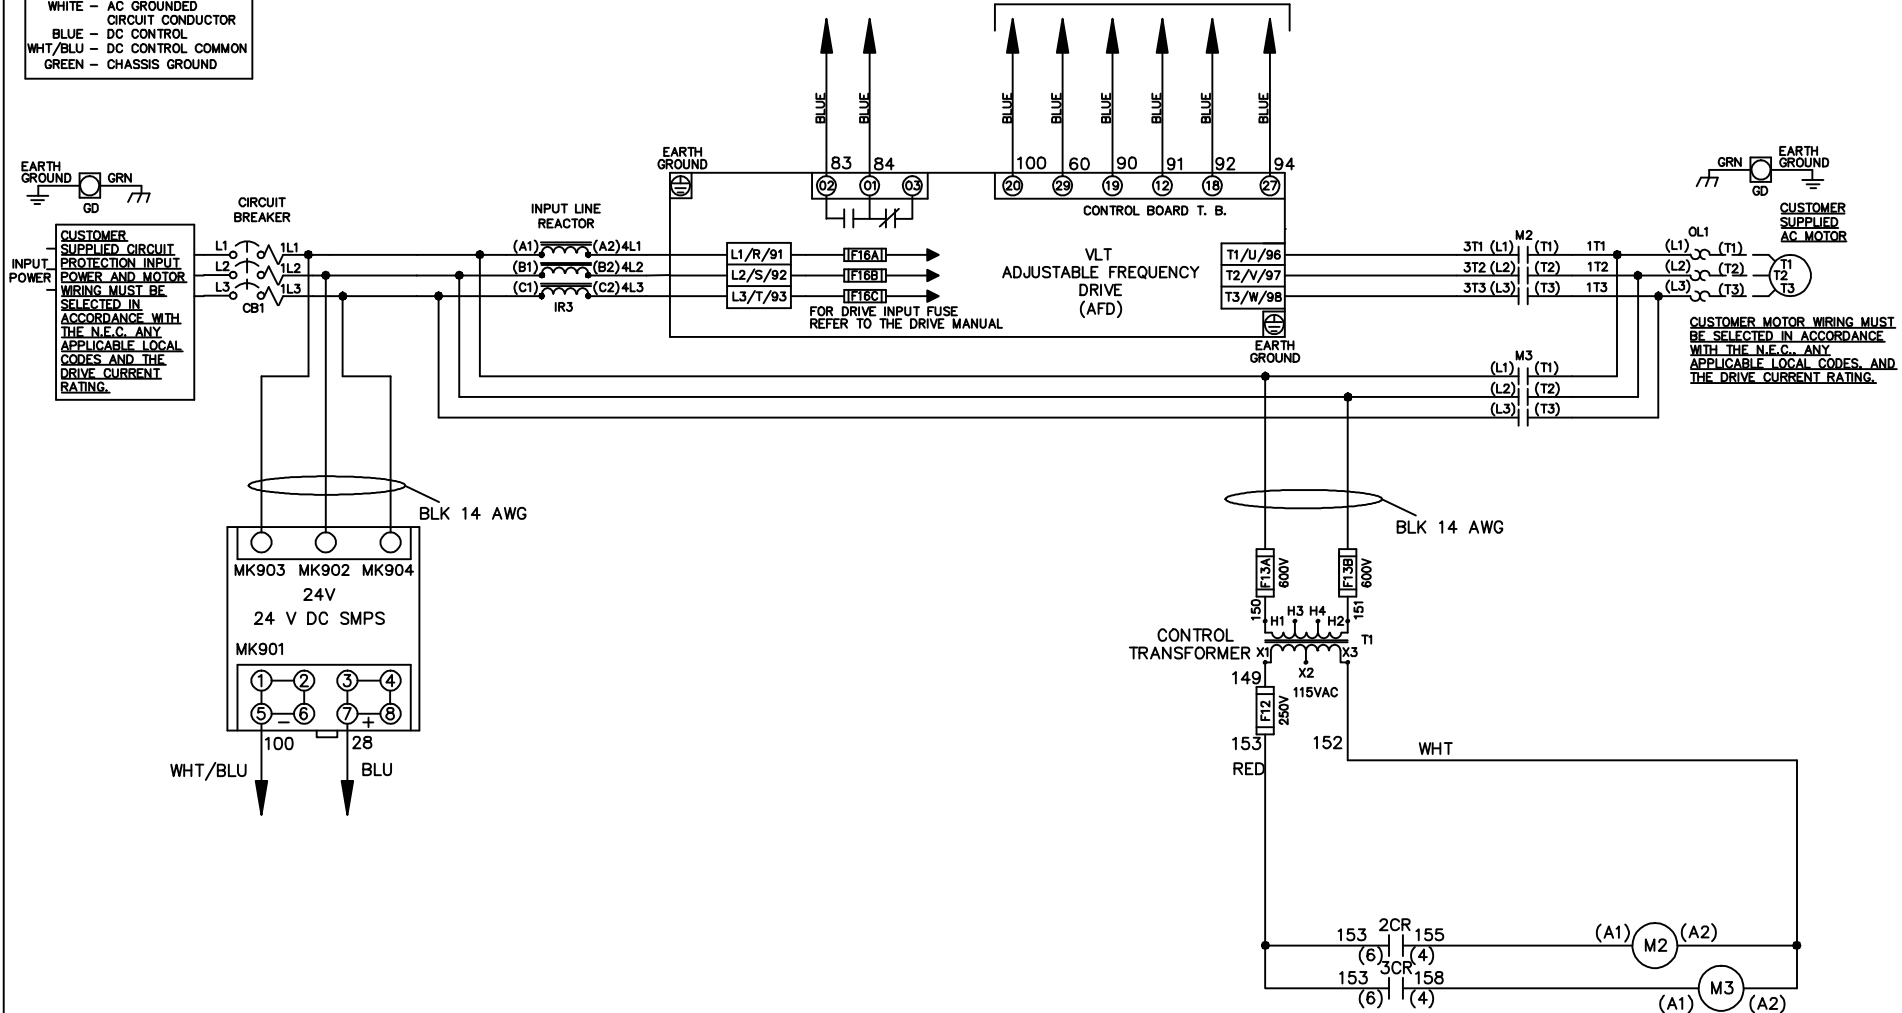 WHITE – AC GROUNDED
CIRCUIT CONDUCTOR
BLUE – DC CONTROL
WHT/BLU – DC CONTROL COMMON
GREEN – CHASSIS GROUND
BLUE
BLUE
BLUE
BLUE
BLUE
BLUE
BLUE
BLUE
EARTH
GROUND
GRN
GD
EARTH
GROUND
83
84
100
60
90
91
92
94
02
01
03
20
29
19
12
18
27
CONTROL BOARD T. B.
GRN
EARTH
GROUND
GD
CUSTOMER
SUPPLIED
AC MOTOR
CIRCUIT
BREAKER
INPUT LINE
REACTOR
INPUT
POWER
CUSTOMER
SUPPLIED CIRCUIT
PROTECTION INPUT
POWER AND MOTOR
WIRING MUST BE
SELECTED IN
ACCORDANCE WITH
THE N.E.C. ANY
APPLICABLE LOCAL
CODES AND THE
DRIVE CURRENT
RATING.
L1
1L1
L2
1L2
L3
1L3
CB1
(A1)
(A2)
4L1
(B1)
(B2)
4L2
(C1)
(C2)
4L3
IR3
L1/R/91
F16A
L2/S/92
F16B
L3/T/93
F16C
FOR DRIVE INPUT FUSE
REFER TO THE DRIVE MANUAL
VLT
ADJUSTABLE FREQUENCY
DRIVE
(AFD)
T1/U/96
T2/V/97
T3/W/98
EARTH
GROUND
M2
3T1 (L1) (T1) 1T1
3T2 (L2) (T2) 1T2
3T3 (L3) (T3) 1T3
OL1
(L1) (T1)
(L2) (T2)
(L3) (T3)
T1
T2
T3
CUSTOMER MOTOR WIRING MUST
BE SELECTED IN ACCORDANCE
WITH THE N.E.C., ANY
APPLICABLE LOCAL CODES, AND
THE DRIVE CURRENT RATING.
M3
(L1) (T1)
(L2) (T2)
(L3) (T3)
BLK 14 AWG
BLK 14 AWG
MK903 MK902 MK904
24V
24 V DC SMPS
MK901
1
2
3
4
5
6
7
8
–
+
100
28
WHT/BLU
BLU
F13A
600V
F13B
600V
150
151
H1
H3
H4
H2
CONTROL
TRANSFORMER
X1
X3
T1
X2
149
115VAC
F12
250V
153
152
RED
WHT
2CR
153
155
(6)
(4)
(A1)
M2
(A2)
3CR
153
158
(6)
(4)
(A1)
M3
(A2)